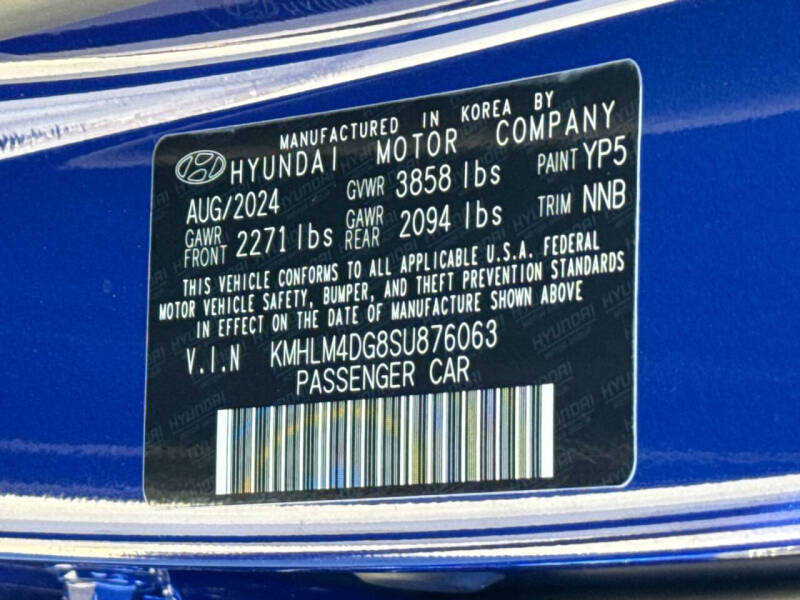 MANUFACTURED IN KOREA BY
HYUNDAI MOTOR COMPANY
AUG/2024 GVWR 3858 lbs PAINT YP5
GAWR FRONT 2271 lbs GAWR REAR 2094 lbs TRIM NNB
THIS VEHICLE CONFORMS TO ALL APPLICABLE U.S.A. FEDERAL
MOTOR VEHICLE SAFETY, BUMPER, AND THEFT PREVENTION STANDARDS
IN EFFECT ON THE DATE OF MANUFACTURE SHOWN ABOVE
V.I.N KMHLM4DG8SU876063
PASSENGER CAR